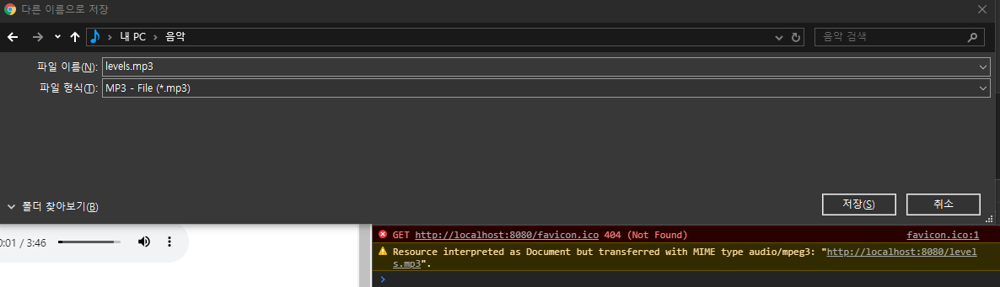 다른 이름으로 저장
내 PC > 음악
음악 검색
파일 이름(N):
levels.mp3
파일 형식(T):
MP3 - File (*.mp3)
폴더 찾아보기(B)
저장(S)
취소
0:01 / 3:46
GET http://localhost:8080/favicon.ico 404 (Not Found)
favicon.ico:1
Resource interpreted as Document but transferred with MIME type audio/mpeg3: "http://localhost:8080/level
s.mp3".